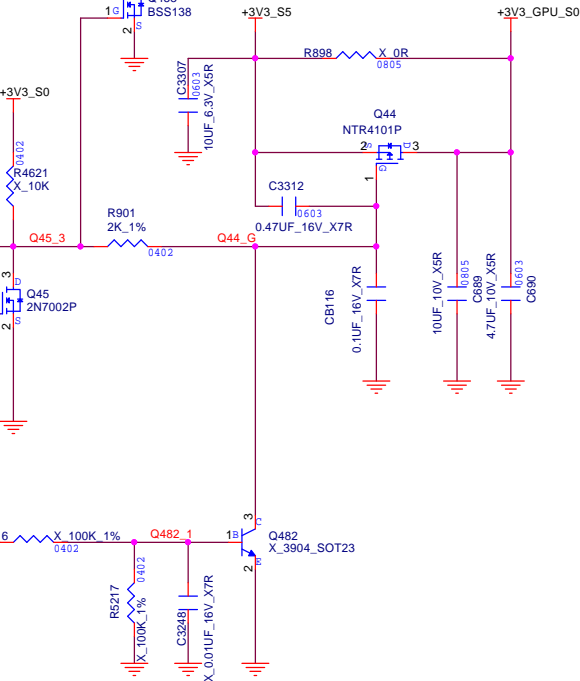 BSS138
1 G
S
2
+3V3_S5
+3V3_GPU_S0
R898
X_0R
0805
C3307
0603
10UF_6.3V_X5R
+3V3_S0
Q44
NTR4101P
2
S
D
3
G
1
0402
R4621
X_10K
C3312
0603
0.47UF_16V_X7R
R901
2K_1%
0402
Q45_3
Q44_G
3
D
Q45
2N7002P
S
2
CB116
0.1UF_16V_X7R
10UF_10V_X5R
0805
C689
4.7UF_10V_X5R
0603
C690
6
X_100K_1%
0402
Q482_1
1
B
3
C
Q482
X_3904_SOT23
E
2
R5217
0402
X_100K_1%
C3248
X_0.01UF_16V_X7R